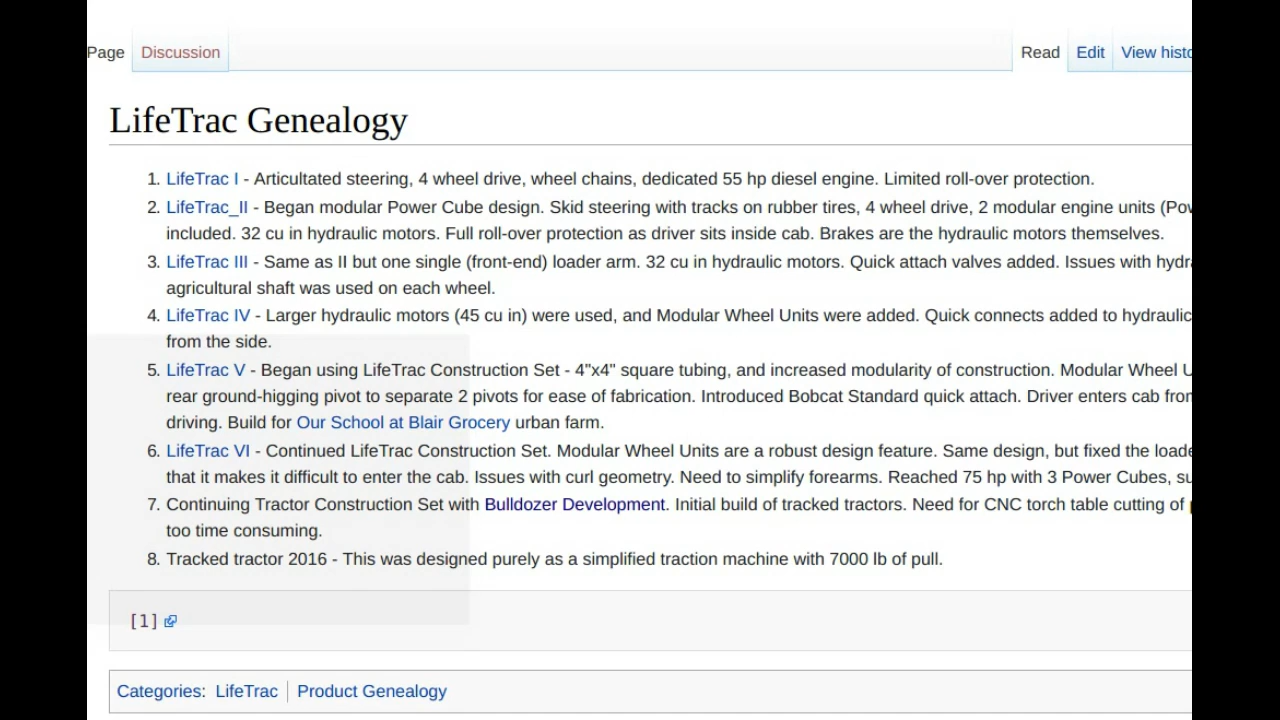 Page Discussion Read Edit View histo
LifeTrac Genealogy
1. LifeTrac I - Articultated steering, 4 wheel drive, wheel chains, dedicated 55 hp diesel engine. Limited roll-over protection.
2. LifeTrac_II - Began modular Power Cube design. Skid steering with tracks on rubber tires, 4 wheel drive, 2 modular engine units (Pow
included. 32 cu in hydraulic motors. Full roll-over protection as driver sits inside cab. Brakes are the hydraulic motors themselves.
3. LifeTrac III - Same as II but one single (front-end) loader arm. 32 cu in hydraulic motors. Quick attach valves added. Issues with hydra
agricultural shaft was used on each wheel.
4. LifeTrac IV - Larger hydraulic motors (45 cu in) were used, and Modular Wheel Units were added. Quick connects added to hydraulic
from the side.
5. LifeTrac V - Began using LifeTrac Construction Set - 4"x4" square tubing, and increased modularity of construction. Modular Wheel U
rear ground-higging pivot to separate 2 pivots for ease of fabrication. Introduced Bobcat Standard quick attach. Driver enters cab from
driving. Build for Our School at Blair Grocery urban farm.
6. LifeTrac VI - Continued LifeTrac Construction Set. Modular Wheel Units are a robust design feature. Same design, but fixed the loade
that it makes it difficult to enter the cab. Issues with curl geometry. Need to simplify forearms. Reached 75 hp with 3 Power Cubes, su
7. Continuing Tractor Construction Set with Bulldozer Development. Initial build of tracked tractors. Need for CNC torch table cutting of
too time consuming.
8. Tracked tractor 2016 - This was designed purely as a simplified traction machine with 7000 lb of pull.
[1]
Categories: LifeTrac | Product Genealogy